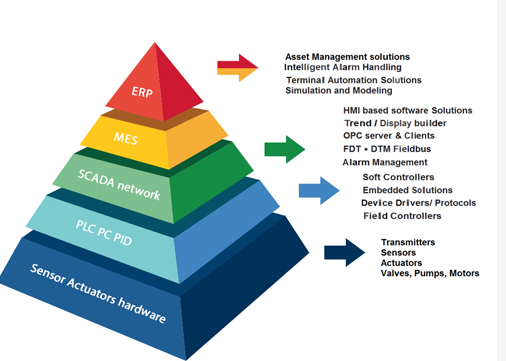 ERP
MES
SCADA network
PLC PC PID
Sensor Actuators hardware
Asset Management solutions
Intelligent Alarm Handling
Terminal Automation Solutions
Simulation and Modeling
HMI based software Solutions
Trend / Display builder
OPC server & Clients
FDT • DTM Fieldbus
Alarm Management
Soft Controllers
Embedded Solutions
Device Drivers/ Protocols
Field Controllers
Transmitters
Sensors
Actuators
Valves, Pumps, Motors